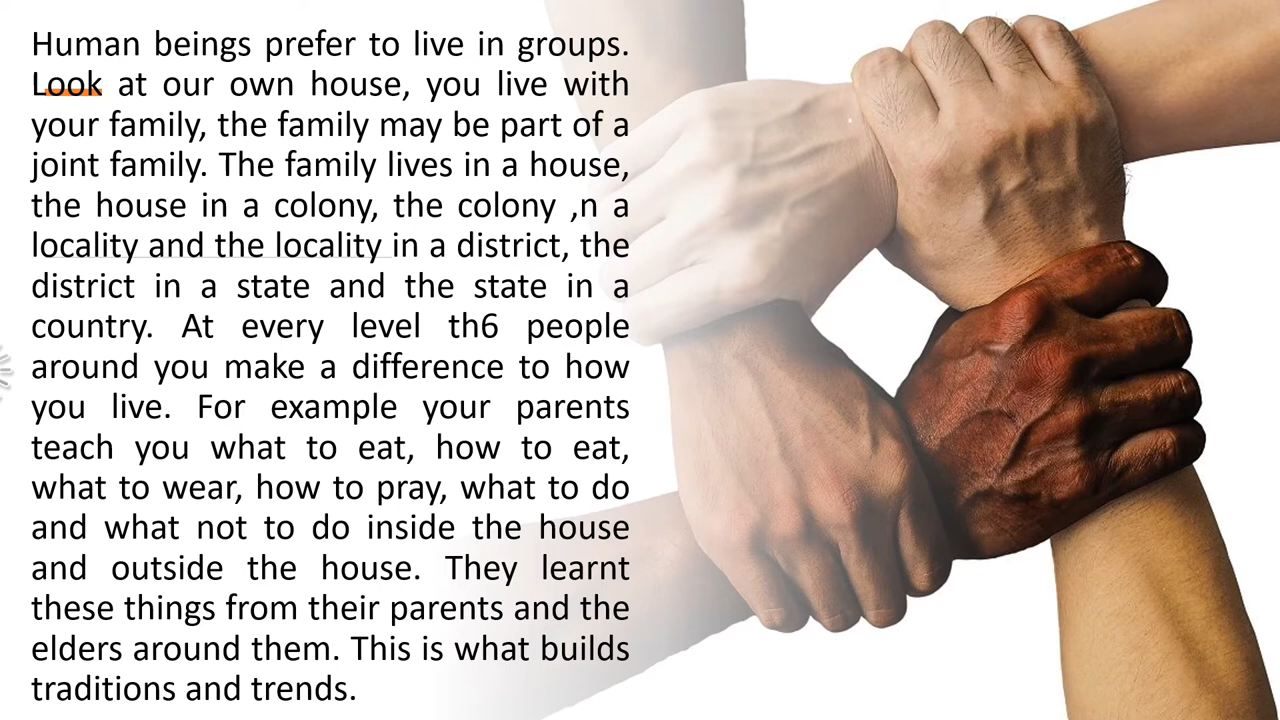 Human beings prefer to live in groups.
Look at our own house, you live with
your family, the family may be part of a
joint family. The family lives in a house,
the house in a colony, the colony ,n a
locality and the locality in a district, the
district in a state and the state in a
country. At every level th6 people
around you make a difference to how
you live. For example your parents
teach you what to eat, how to eat,
what to wear, how to pray, what to do
and what not to do inside the house
and outside the house. They learnt
these things from their parents and the
elders around them. This is what builds
traditions and trends.